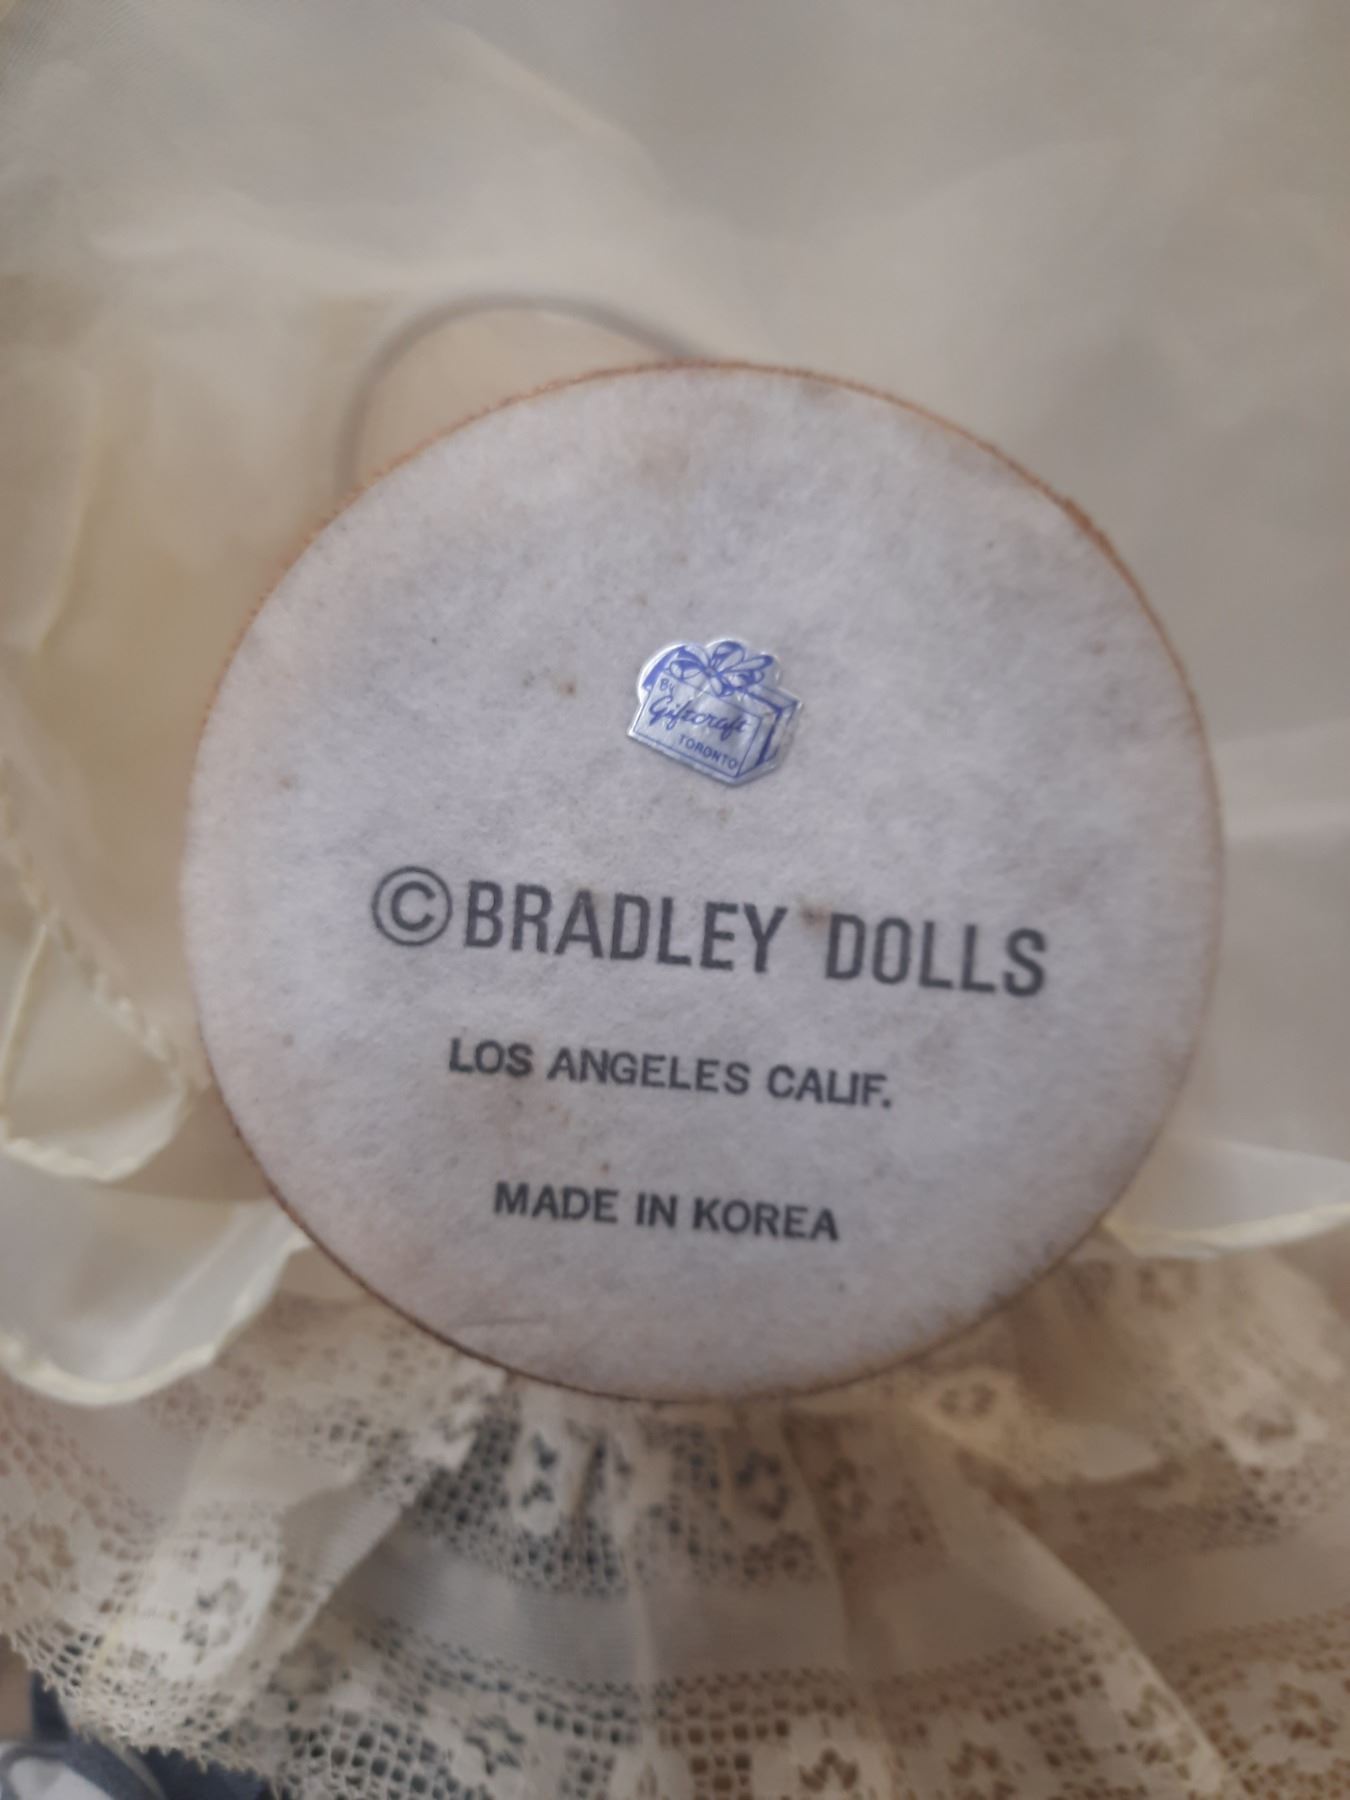 By
Giftcraft
TORONTO
©BRADLEY DOLLS
LOS ANGELES CALIF.
MADE IN KOREA